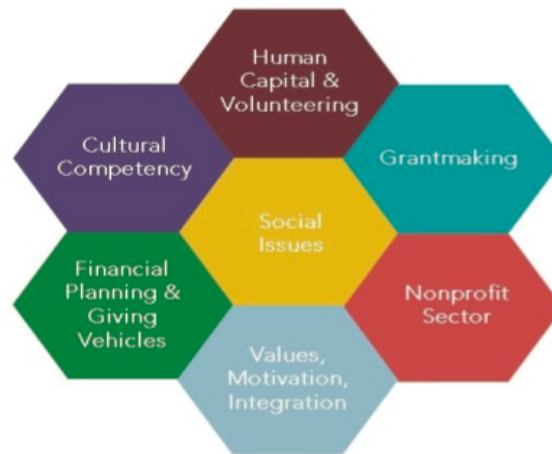 Human
Capital &
Volunteering
Cultural
Competency
Grantmaking
Social
Issues
Financial
Planning &
Giving
Vehicles
Nonprofit
Sector
Values,
Motivation,
Integration